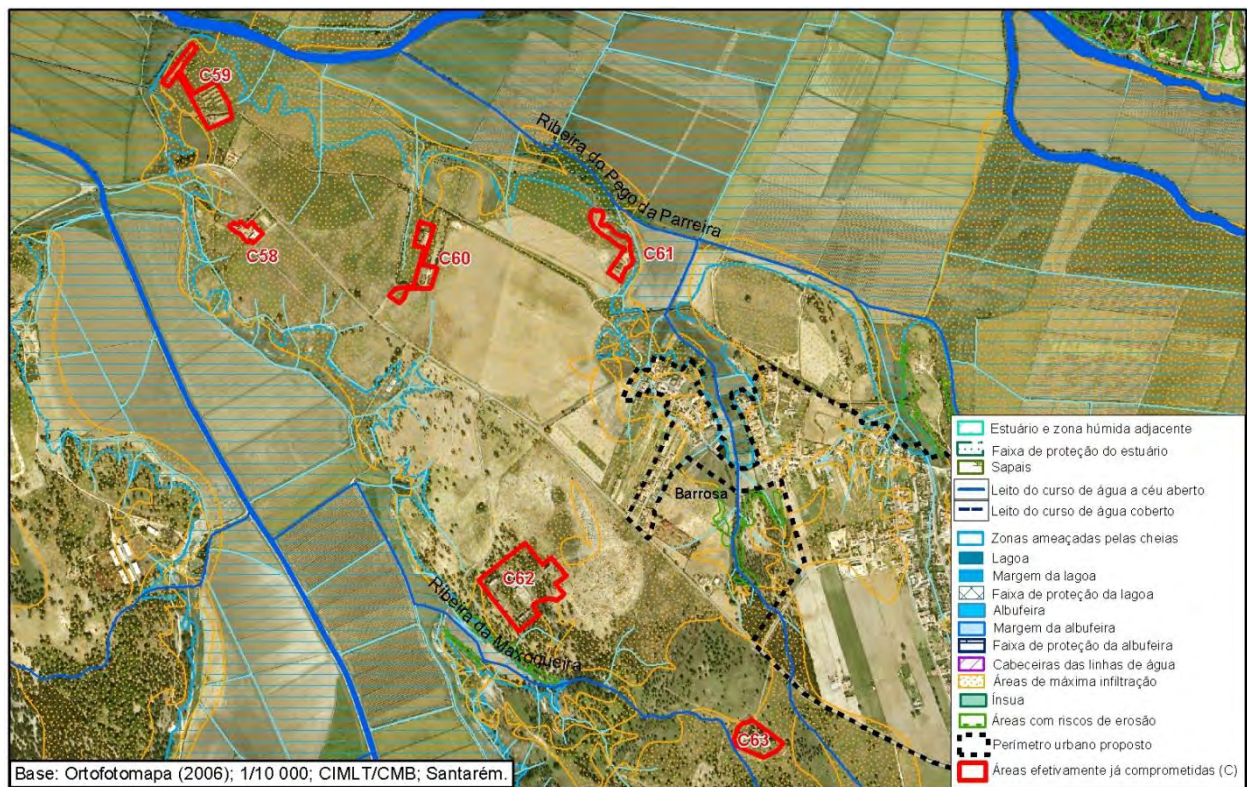 C59
Ribeira do Pego da Parreira
C58
C60
C61
Barrosa
C62
Ribeira da Maxoqueira
C63
Estuário e zona húmida adjacente
Faixa de proteção do estuário
Sapais
Leito do curso de água a céu aberto
Leito do curso de água coberto
Zonas ameaçadas pelas cheias
Lagoa
Margem da lagoa
Faixa de proteção da lagoa
Albufeira
Margem da albufeira
Faixa de proteção da albufeira
Cabeceiras das linhas de água
Áreas de máxima infiltração
Ínsua
Áreas com riscos de erosão
Perímetro urbano proposto
Áreas efetivamente já comprometidas (C)
Base: Ortofotomapa (2006); 1/10 000; CIMLT/CMB; Santarém.